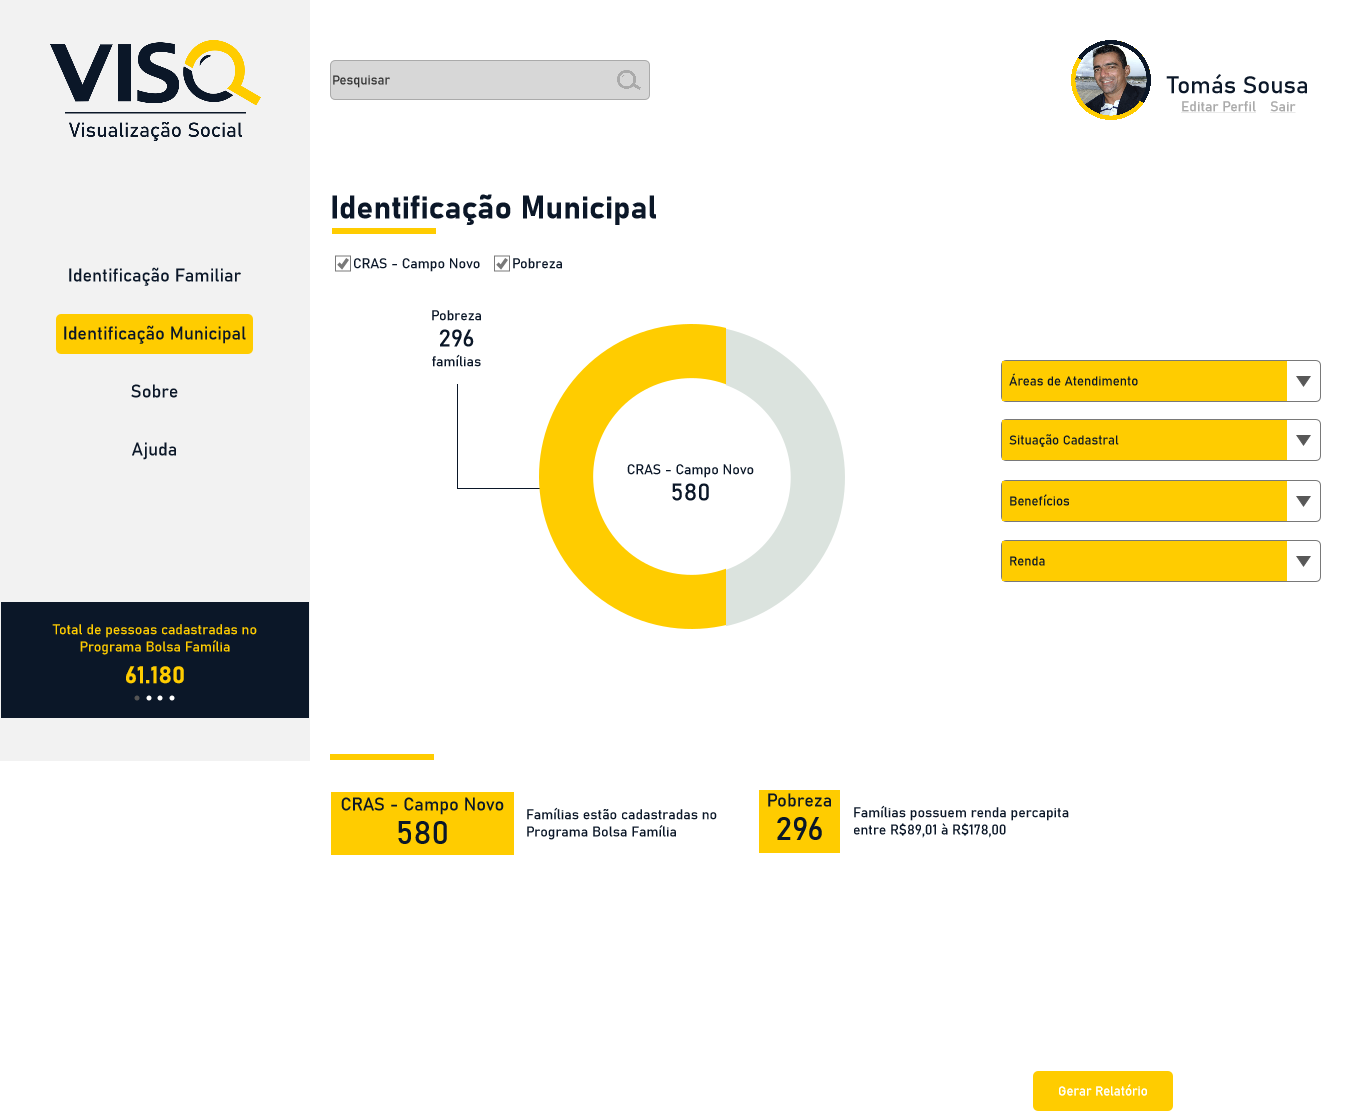 VISO
Visualização Social
Pesquisar
Tomás Sousa
Editar Perfil Sair
Identificação Familiar
Identificação Municipal
Sobre
Ajuda
Total de pessoas cadastradas no
Programa Bolsa Família
61.180
Identificação Municipal
CRAS - Campo Novo Pobreza
Pobreza
296
famílias
CRAS - Campo Novo
580
Áreas de Atendimento
Situação Cadastral
Benefícios
Renda
CRAS - Campo Novo
580
Famílias estão cadastradas no
Programa Bolsa Família
Pobreza
296
Famílias possuem renda percapita
entre R$89,01 à R$178,00
Gerar Relatório